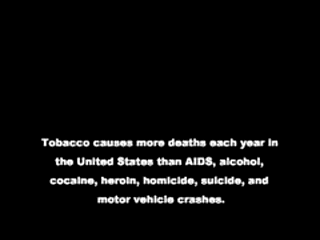 Tobacco causes more deaths each year in
the United States than AIDS, alcohol,
cocaine, heroin, homicide, suicide, and
motor vehicle crashes.